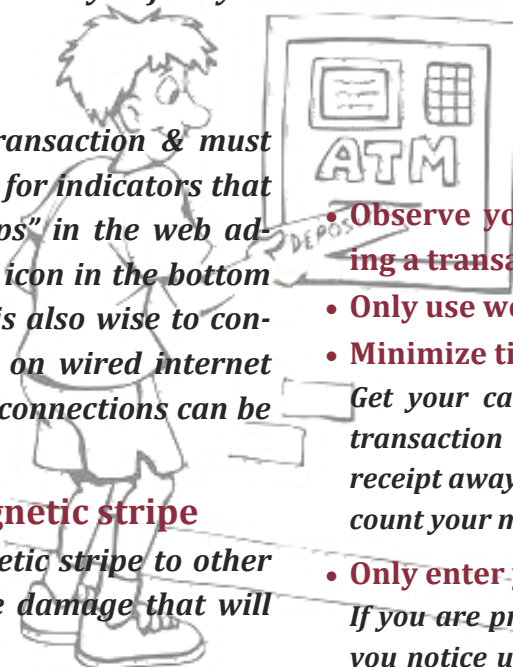 ransaction & must
for indicators that
ps” in the web ad-
icon in the bottom
is also wise to con-
on wired internet
connections can be
gnetic stripe
netic stripe to other
e damage that will
ATM
DEPOS
• Observe yo
ing a transa
• Only use we
• Minimize ti
Get your ca
transaction
receipt away
count your m
• Only enter
If you are pr
you notice u